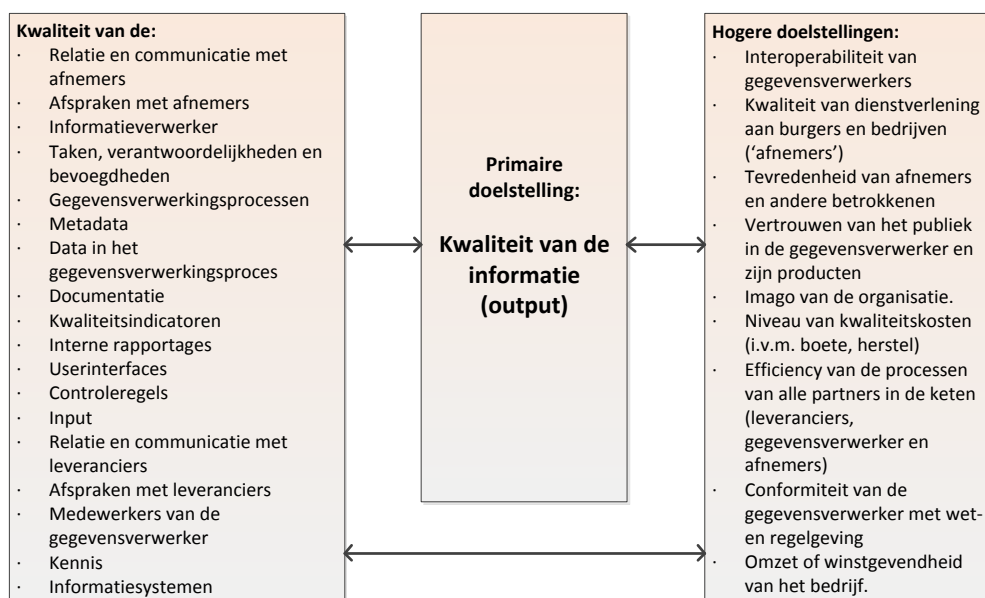 Kwaliteit van de:
· Relatie en communicatie met
afnemers
· Afspraken met afnemers
· Informatieverwerker
· Taken, verantwoordelijkheden en
bevoegdheden
· Gegevensverwerkingsprocessen
· Metadata
· Data in het
gegevensverwerkingsproces
· Documentatie
· Kwaliteitsindicatoren
· Interne rapportages
· Userinterfaces
· Controleregels
· Input
· Relatie en communicatie met
leveranciers
· Afspraken met leveranciers
· Medewerkers van de
gegevensverwerker
· Kennis
· Informatiesystemen
Primaire
doelstelling:
Kwaliteit van de
informatie
(output)
Hogere doelstellingen:
· Interoperabiliteit van
gegevensverwerkers
· Kwaliteit van dienstverlening
aan burgers en bedrijven
(‘afnemers’)
· Tevredenheid van afnemers
en andere betrokkenen
· Vertrouwen van het publiek
in de gegevensverwerker en
zijn producten
· Imago van de organisatie.
· Niveau van kwaliteitskosten
(i.v.m. boete, herstel)
· Efficiency van de processen
van alle partners in de keten
(leveranciers,
gegevensverwerker en
afnemers)
· Conformiteit van de
gegevensverwerker met wet-
en regelgeving
· Omzet of winstgevendheid
van het bedrijf.